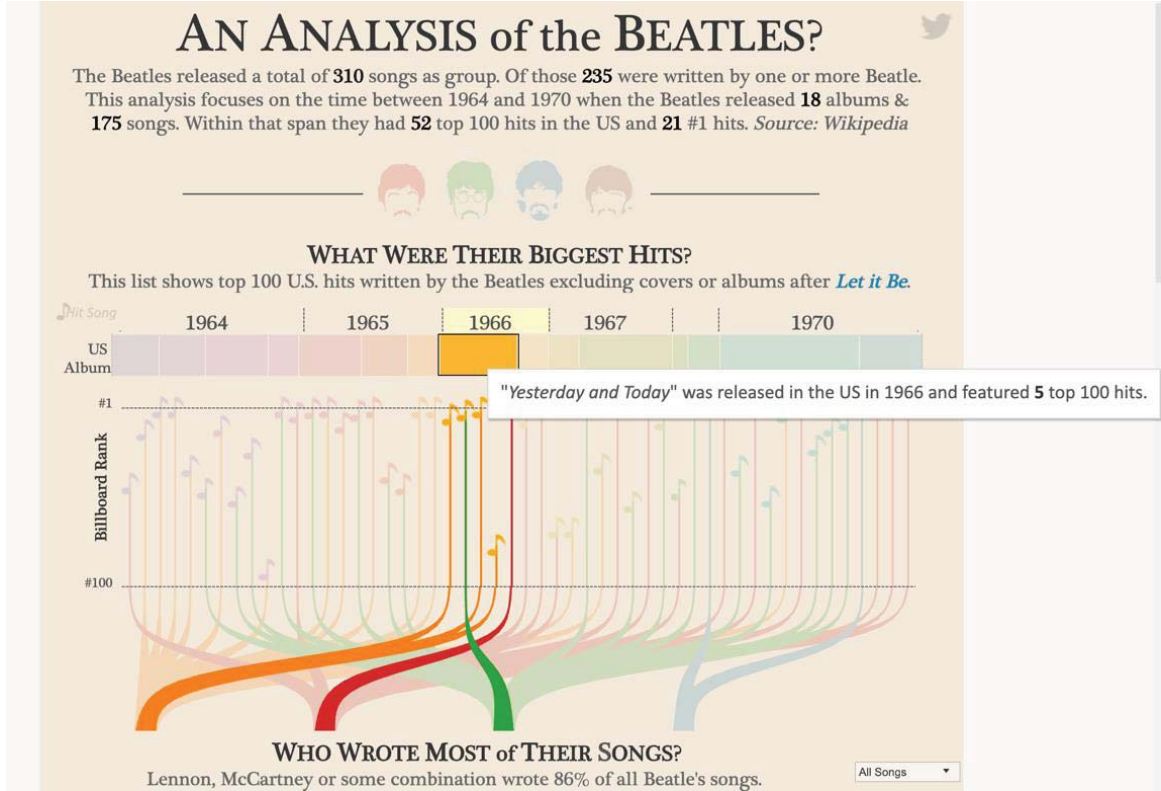 AN ANALYSIS of the BEATLES?
The Beatles released a total of 310 songs as group. Of those 235 were written by one or more Beatle.
This analysis focuses on the time between 1964 and 1970 when the Beatles released 18 albums &
175 songs. Within that span they had 52 top 100 hits in the US and 21 #1 hits. Source: Wikipedia
WHAT WERE THEIR BIGGEST HITS?
This list shows top 100 U.S. hits written by the Beatles excluding covers or albums after Let it Be.
Hit Song
1964 1965 1966 1967 1970
US
Album
"Yesterday and Today" was released in the US in 1966 and featured 5 top 100 hits.
#1
Billboard Rank
#100
WHO WROTE MOST of THEIR SONGS?
Lennon, McCartney or some combination wrote 86% of all Beatle's songs.
All Songs